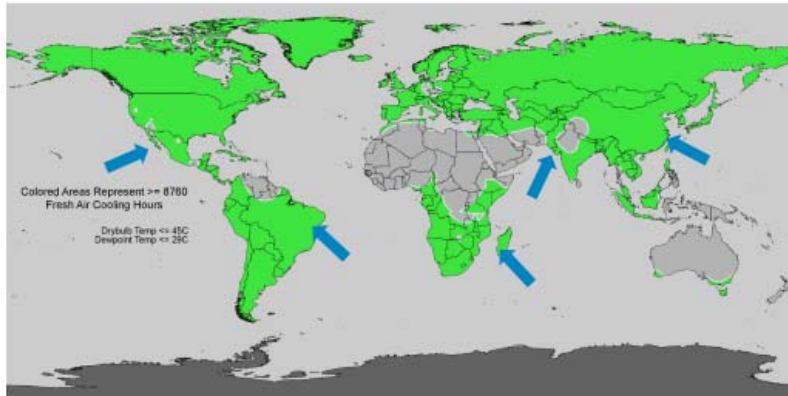 Colored Areas Represent >= 8760
Fresh Air Cooling Hours
Drybulb Temp <= 45C
Dewpoint Temp <= 29C